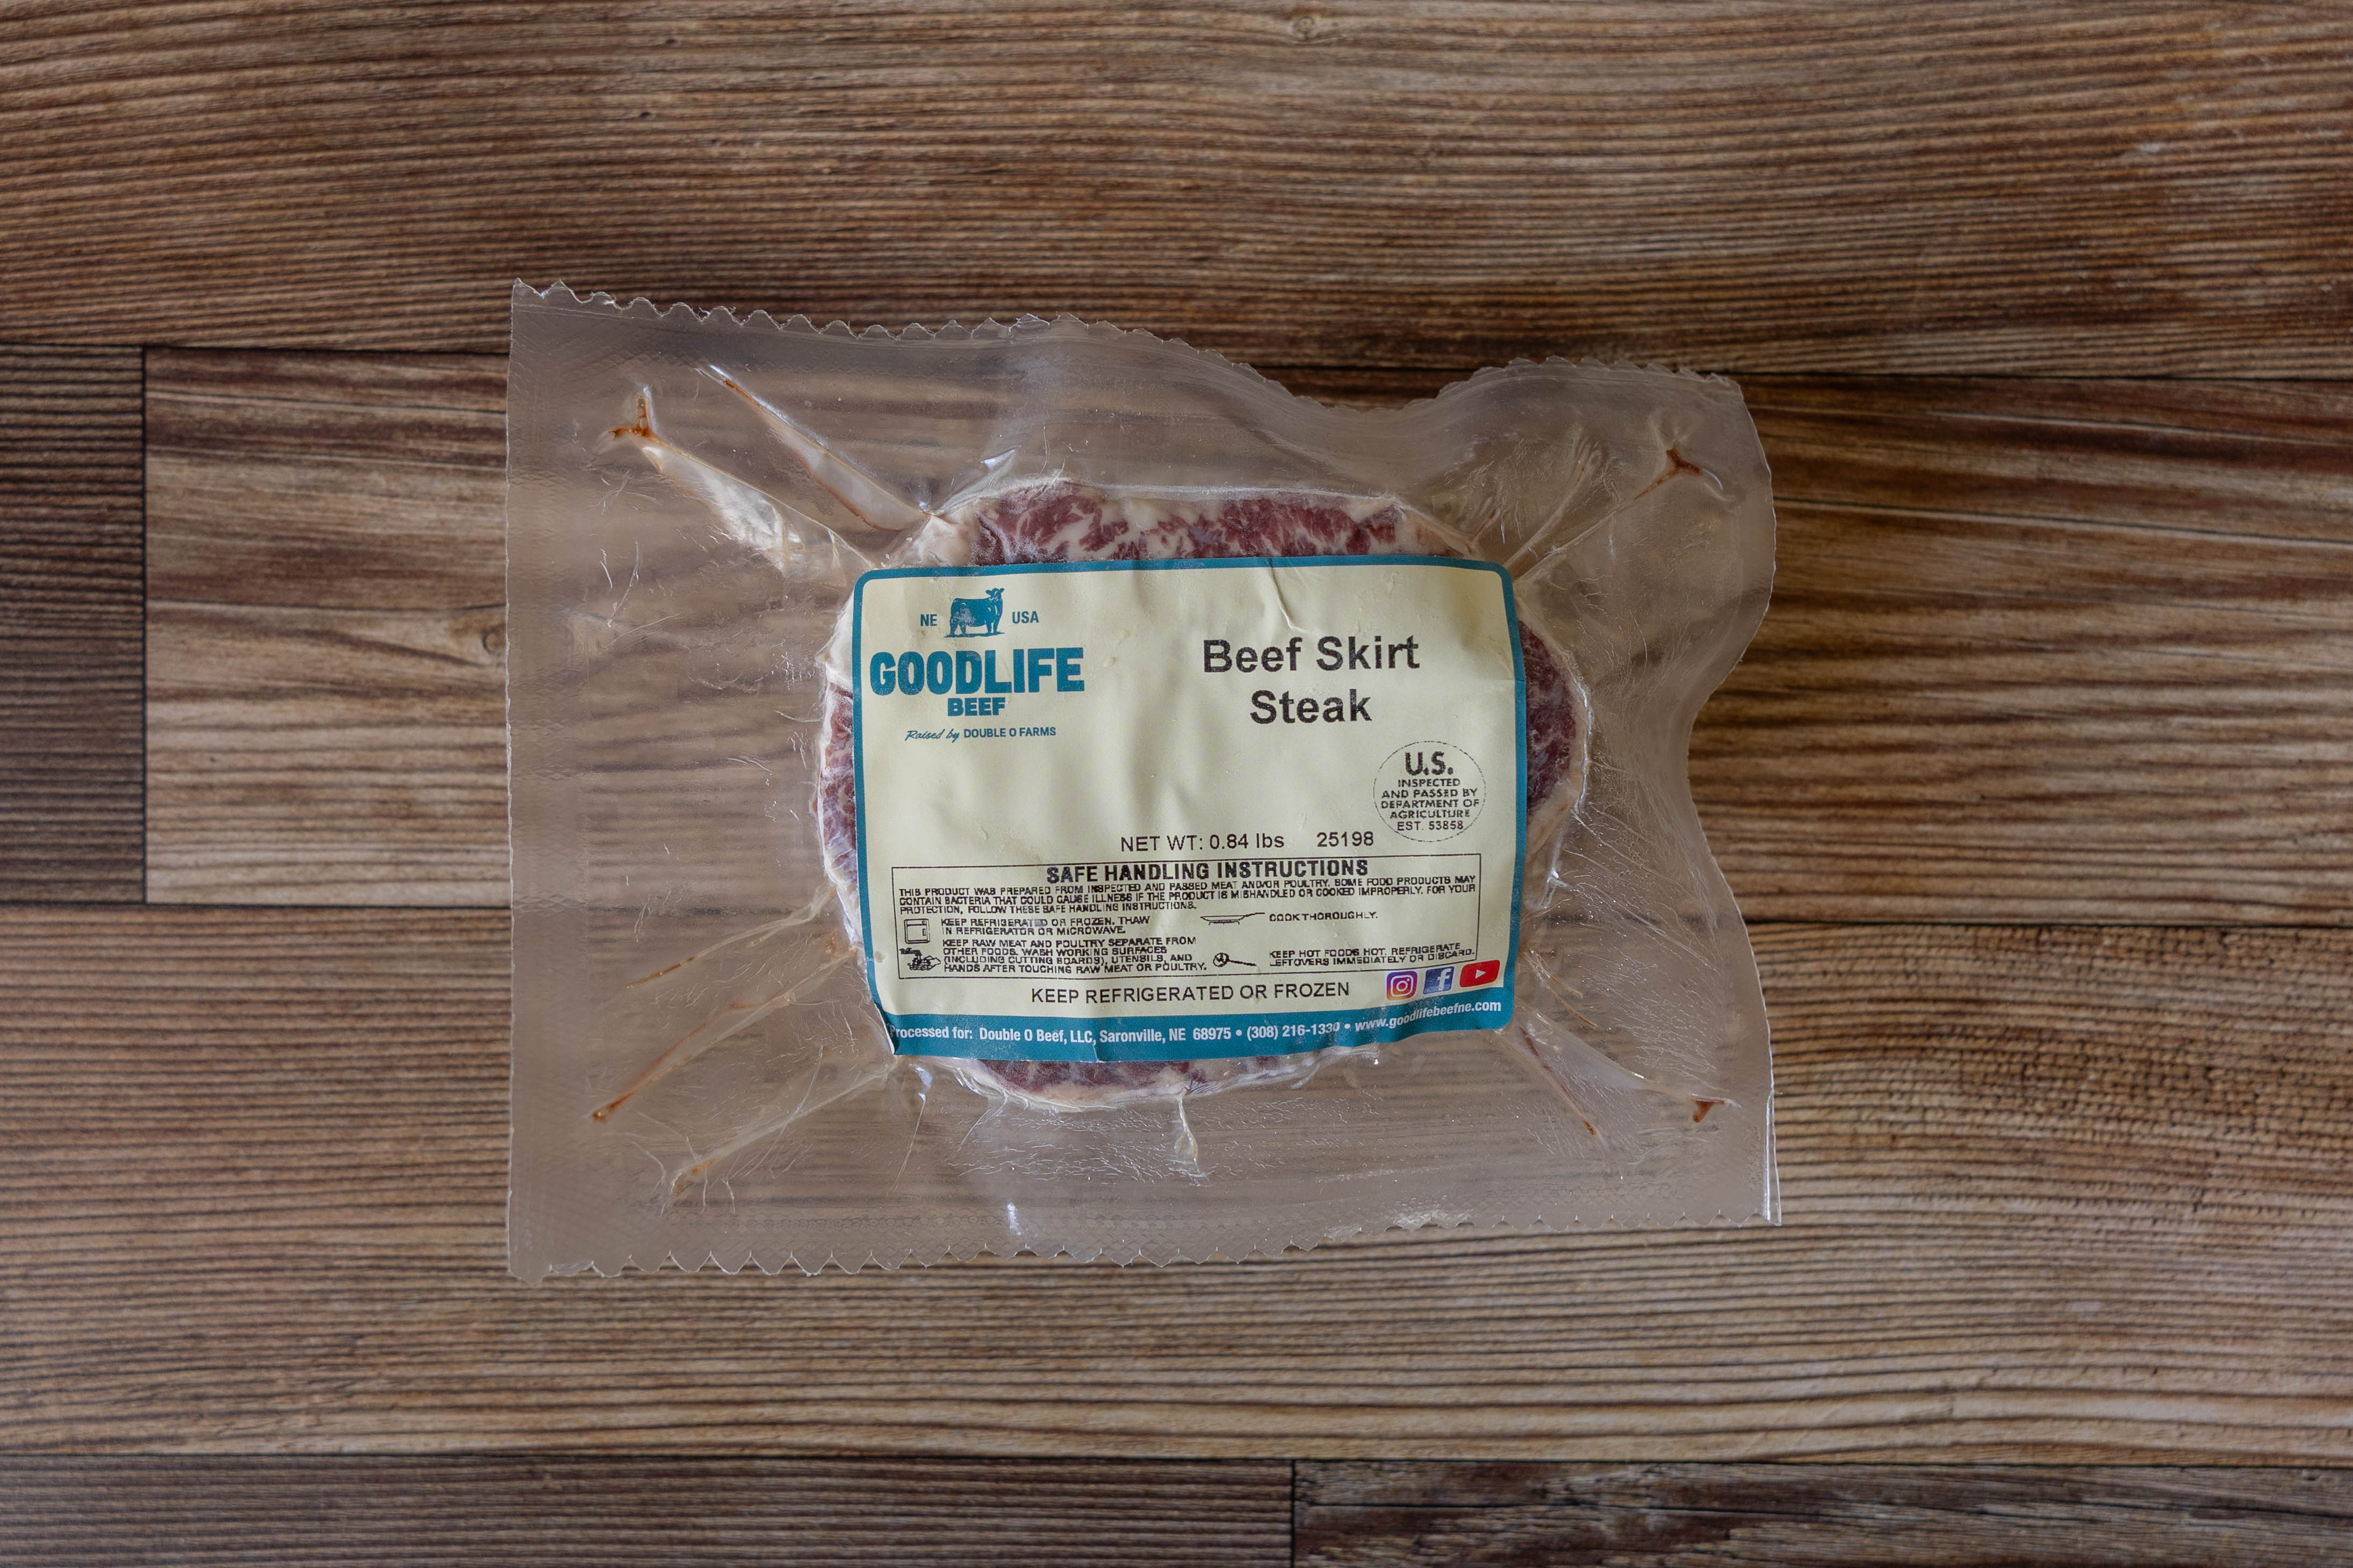 NE USA
GOODLIFE
BEEF
Raised by DOUBLE O FARMS
Beef Skirt
Steak
U.S.
INSPECTED
AND PASSED BY
DEPARTMENT OF
AGRICULTURE
EST. 53858
NET WT: 0.84 lbs 25198
SAFE HANDLING INSTRUCTIONS
THIS PRODUCT WAS PREPARED FROM INSPECTED AND PASSED MEAT AND/OR POULTRY. SOME FOOD PRODUCTS MAY
CONTAIN BACTERIA THAT COULD CAUSE ILLNESS IF THE PRODUCT IS MISHANDLED OR COOKED IMPROPERLY. FOR YOUR
PROTECTION, FOLLOW THESE SAFE HANDLING INSTRUCTIONS.
KEEP REFRIGERATED OR FROZEN. THAW
IN REFRIGERATOR OR MICROWAVE.
KEEP RAW MEAT AND POULTRY SEPARATE FROM
OTHER FOODS. WASH WORKING SURFACES
(INCLUDING CUTTING BOARDS), UTENSILS, AND
HANDS AFTER TOUCHING RAW MEAT OR POULTRY.
COOK THOROUGHLY.
KEEP HOT FOODS HOT. REFRIGERATE
LEFTOVERS IMMEDIATELY OR DISCARD.
KEEP REFRIGERATED OR FROZEN
Processed for: Double O Beef, LLC, Saronville, NE 68975 • (308) 216-1330 • www.goodlifebeefne.com